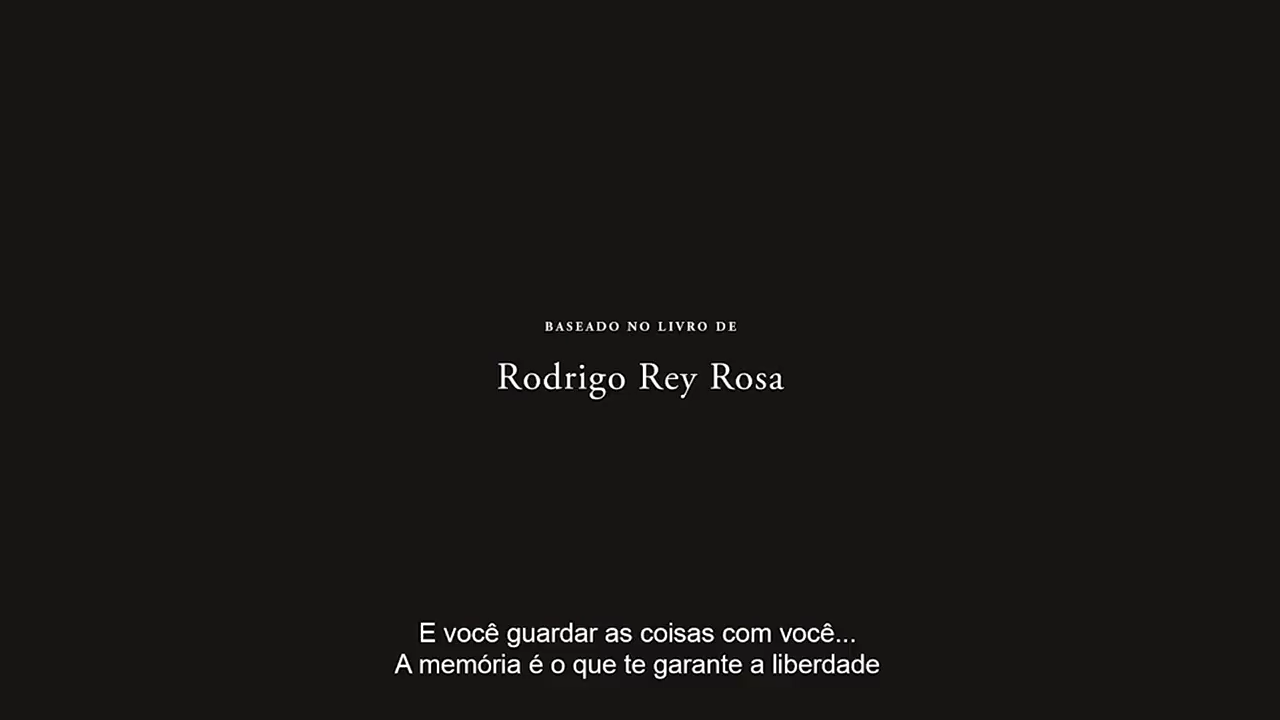 BASEADO NO LIVRO DE
Rodrigo Rey Rosa
E você guardar as coisas com você...
A memória é o que te garante a liberdade